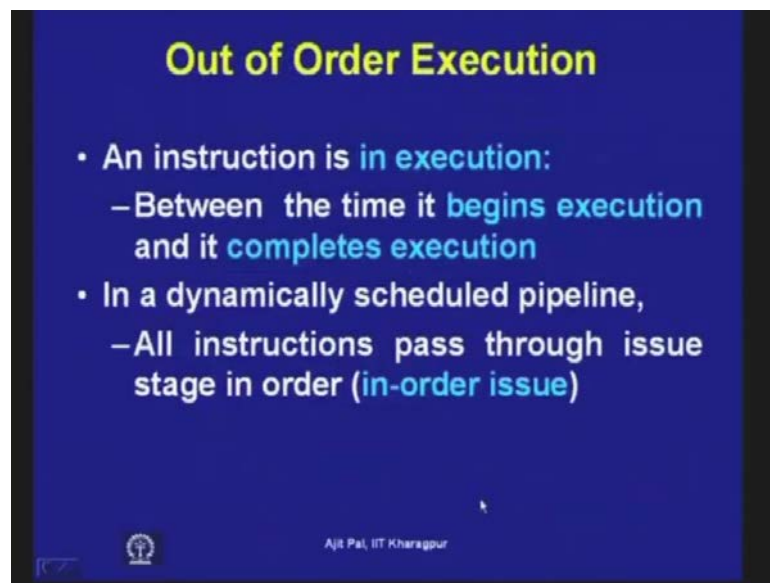 Out of Order Execution
• An instruction is in execution:
–Between the time it begins execution
and it completes execution
• In a dynamically scheduled pipeline,
–All instructions pass through issue
stage in order (in-order issue)
Ajit Pal, IIT Kharagpur